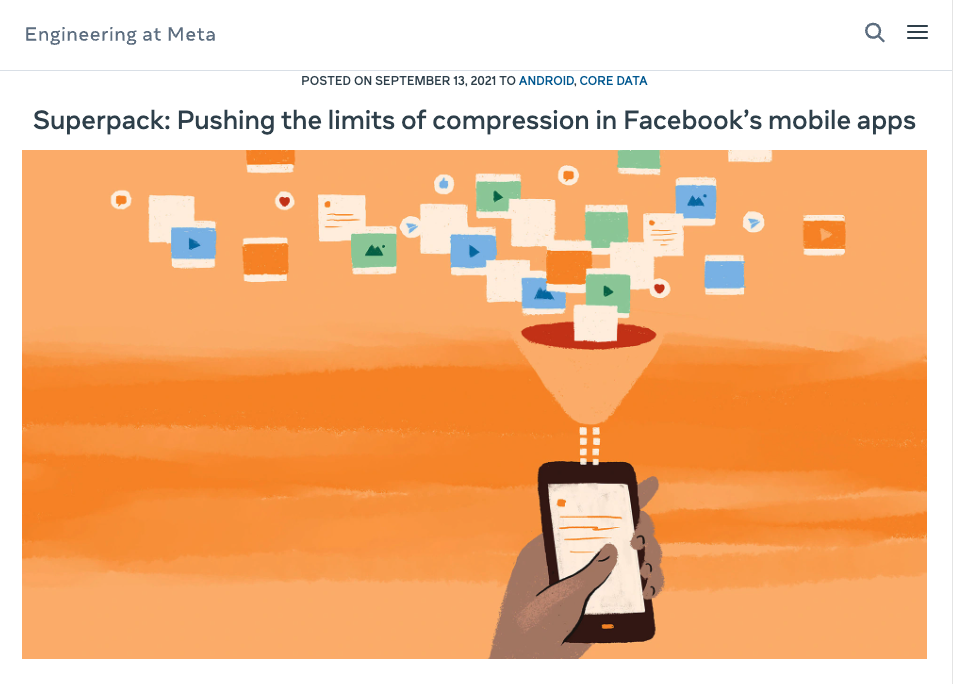 Engineering at Meta
POSTED ON SEPTEMBER 13, 2021 TO ANDROID, CORE DATA
Superpack: Pushing the limits of compression in Facebook’s mobile apps